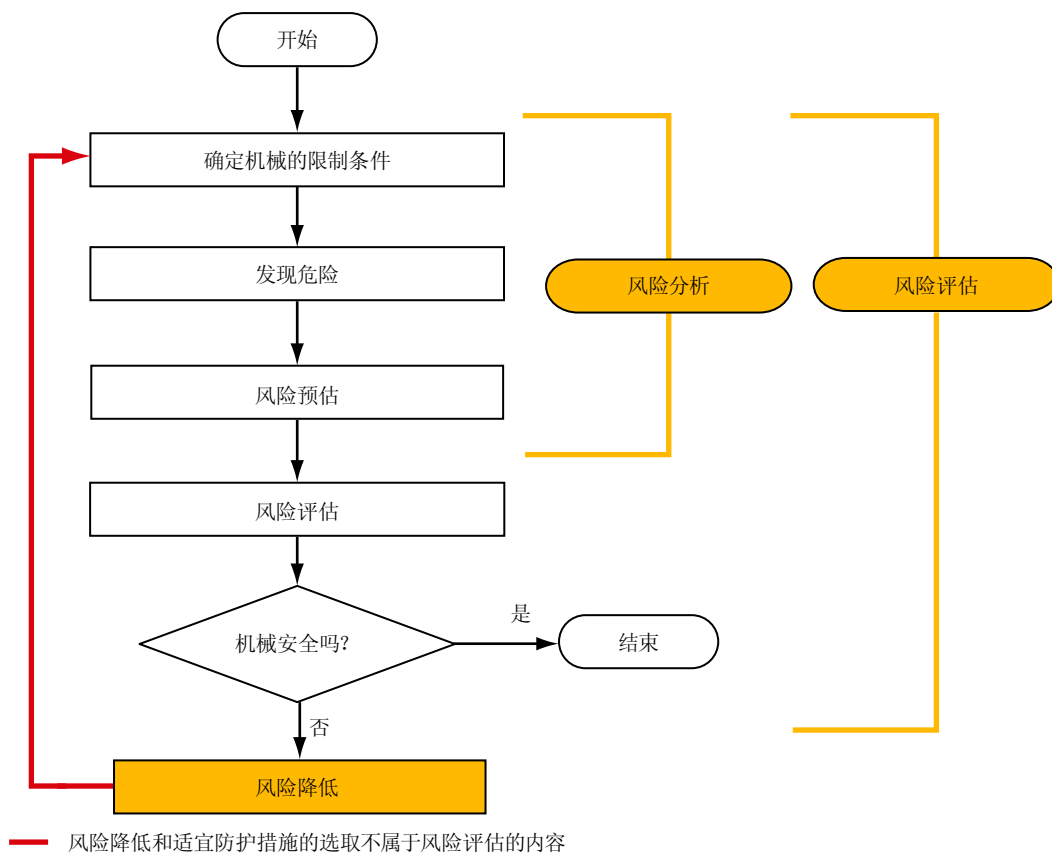 开始
确定机械的限制条件
发现危险
风险分析
风险评估
风险预估
风险评估
机械安全吗?
是
结束
否
风险降低
风险降低和适宜防护措施的选取不属于风险评估的内容